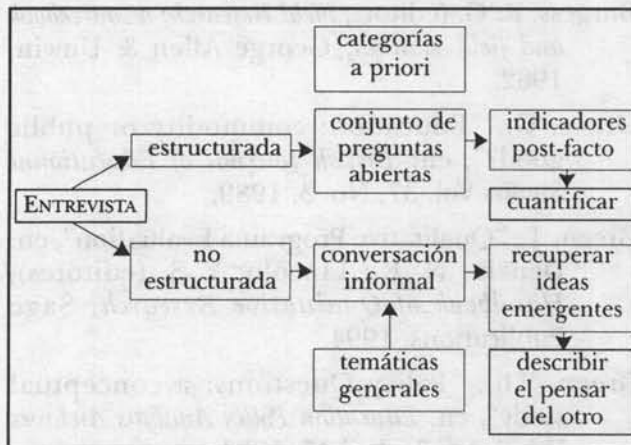 categorías
a priori
estructurada
conjunto de
preguntas
abiertas
indicadores
post-facto
cuantificar
ENTREVISTA
no
estructurada
conversación
informal
recuperar
ideas
emergentes
temáticas
generales
describir
el pensar
del otro